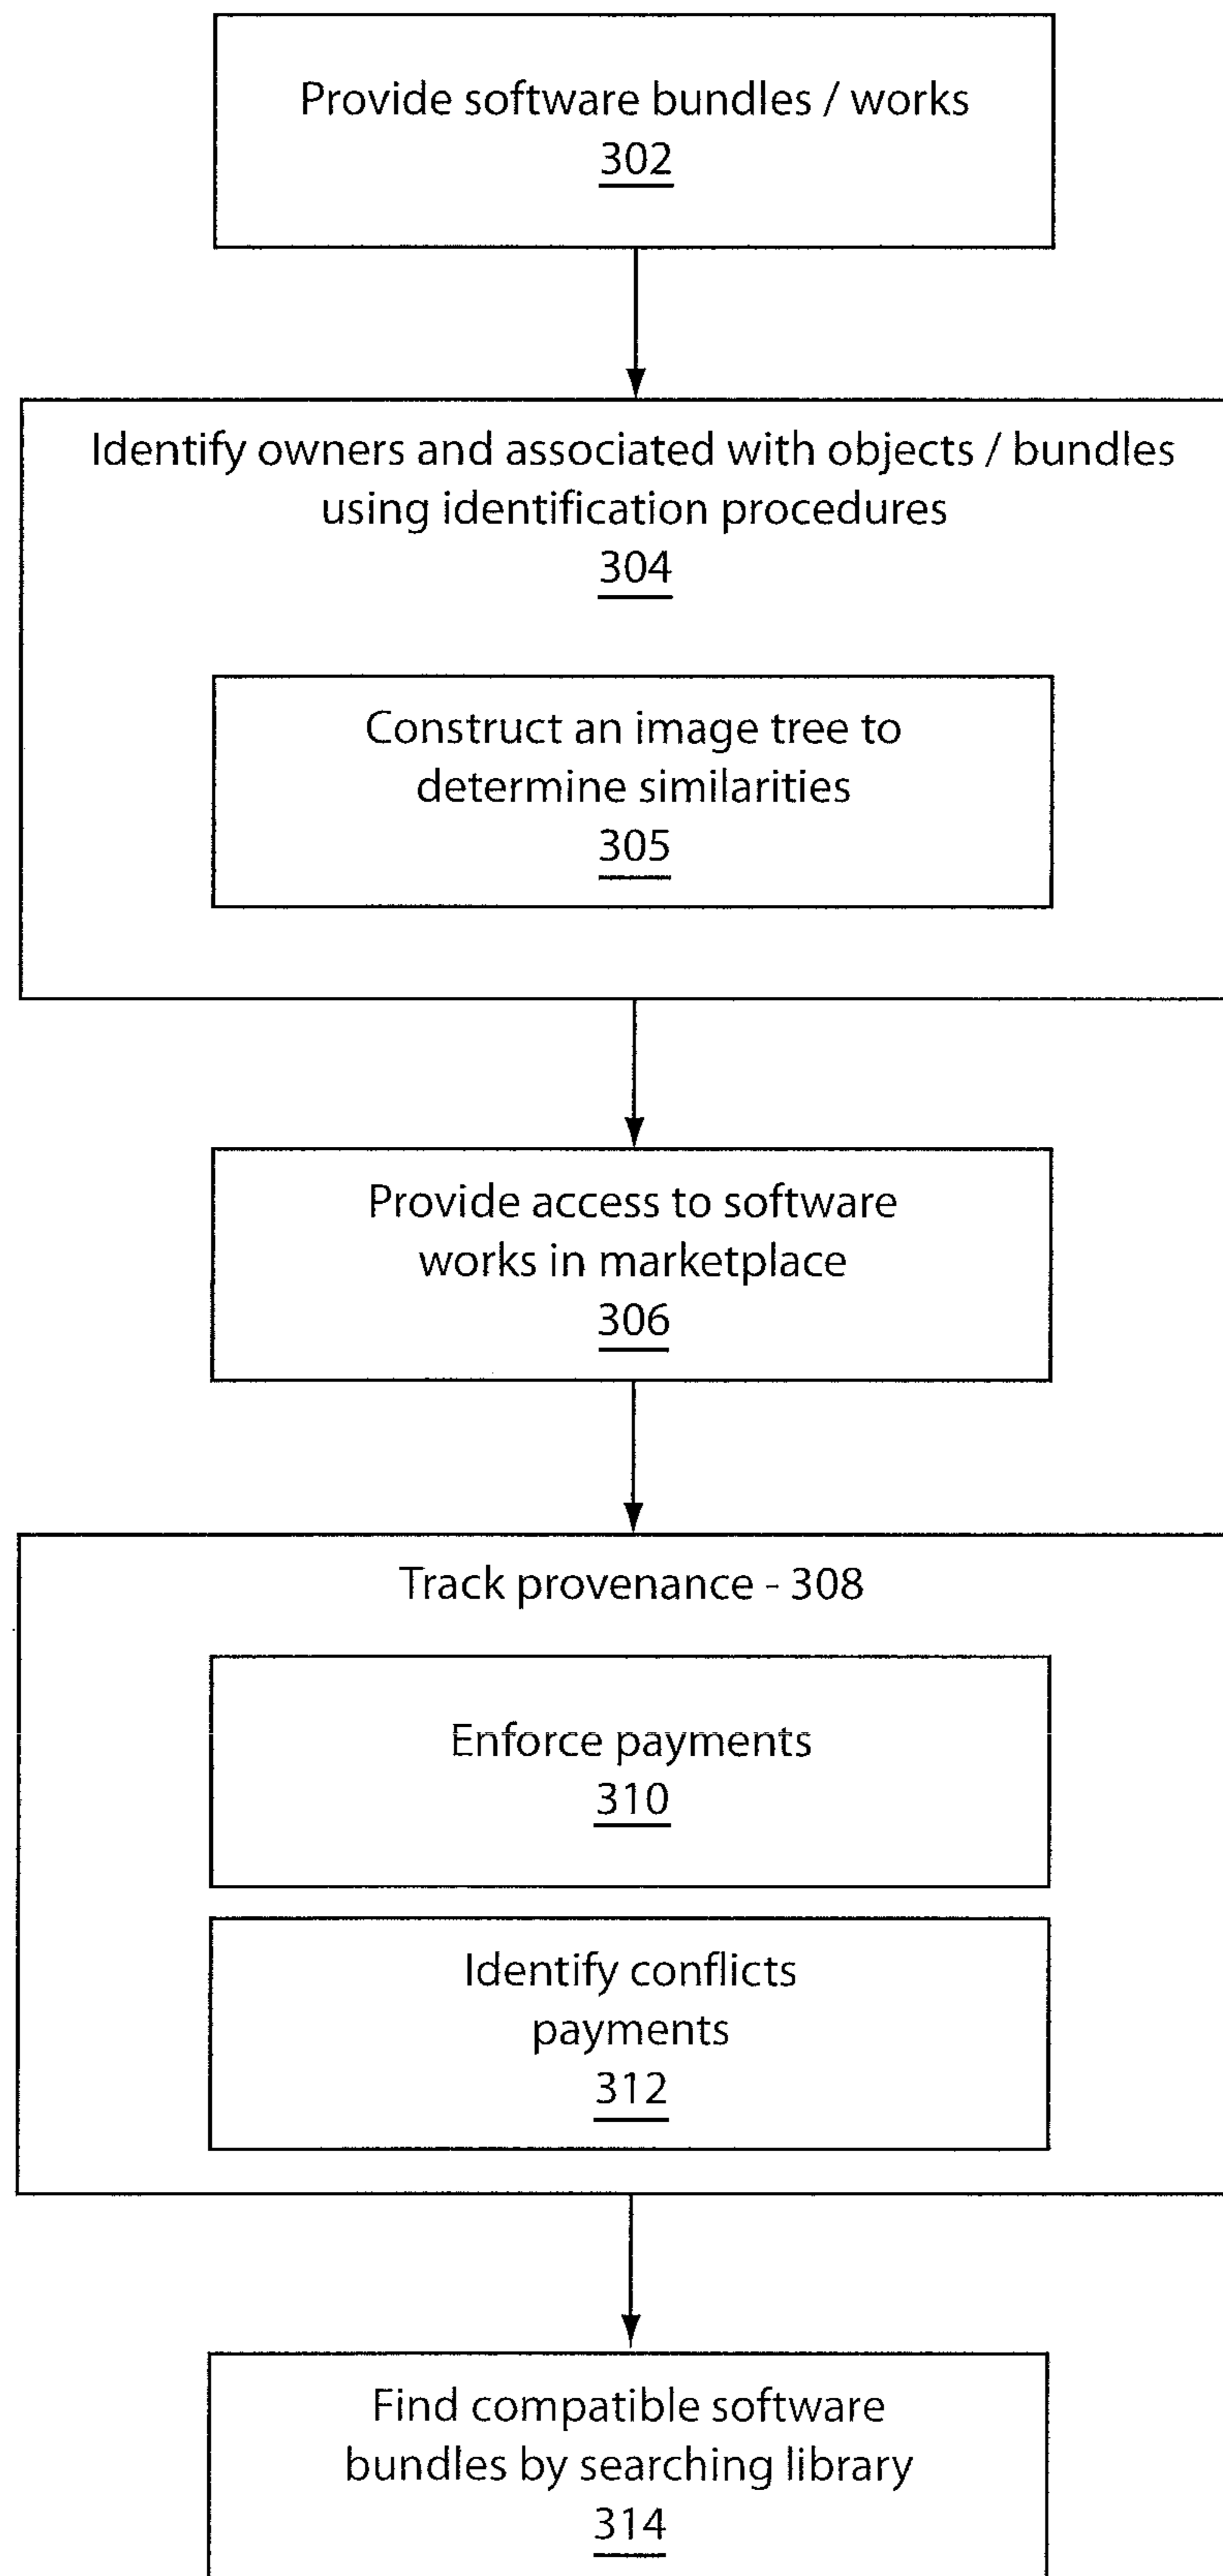 Provide software bundles / works
302
Identify owners and associated with objects / bundles
using identification procedures
304
Construct an image tree to
determine similarities
305
Provide access to software
works in marketplace
306
Track provenance - 308
Enforce payments
310
Identify conflicts
payments
312
Find compatible software
bundles by searching library
314